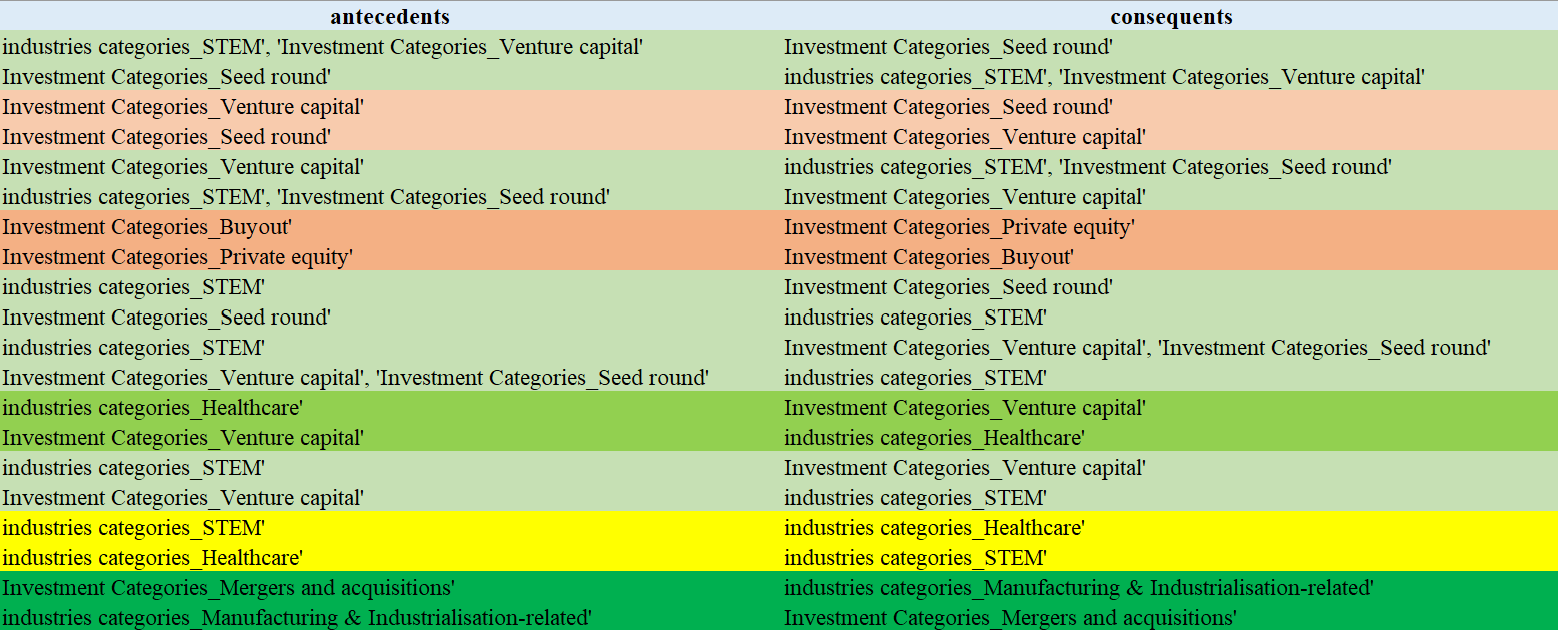 antecedents consequents
industries categories_STEM', 'Investment Categories_Venture capital' Investment Categories_Seed round'
Investment Categories_Seed round' industries categories_STEM', 'Investment Categories_Venture capital'
Investment Categories_Venture capital' Investment Categories_Seed round'
Investment Categories_Seed round' Investment Categories_Venture capital'
Investment Categories_Venture capital' industries categories_STEM', 'Investment Categories_Seed round'
industries categories_STEM', 'Investment Categories_Seed round' Investment Categories_Venture capital'
Investment Categories_Buyout' Investment Categories_Private equity'
Investment Categories_Private equity' Investment Categories_Buyout'
industries categories_STEM' Investment Categories_Seed round'
Investment Categories_Seed round' industries categories_STEM'
industries categories_STEM' Investment Categories_Venture capital', 'Investment Categories_Seed round'
Investment Categories_Venture capital', 'Investment Categories_Seed round' industries categories_STEM'
industries categories_Healthcare' Investment Categories_Venture capital'
Investment Categories_Venture capital' industries categories_Healthcare'
industries categories_STEM' Investment Categories_Venture capital'
Investment Categories_Venture capital' industries categories_STEM'
industries categories_STEM' industries categories_Healthcare'
industries categories_Healthcare' industries categories_STEM'
Investment Categories_Mergers and acquisitions' industries categories_Manufacturing & Industrialisation-related'
industries categories_Manufacturing & Industrialisation-related' Investment Categories_Mergers and acquisitions'